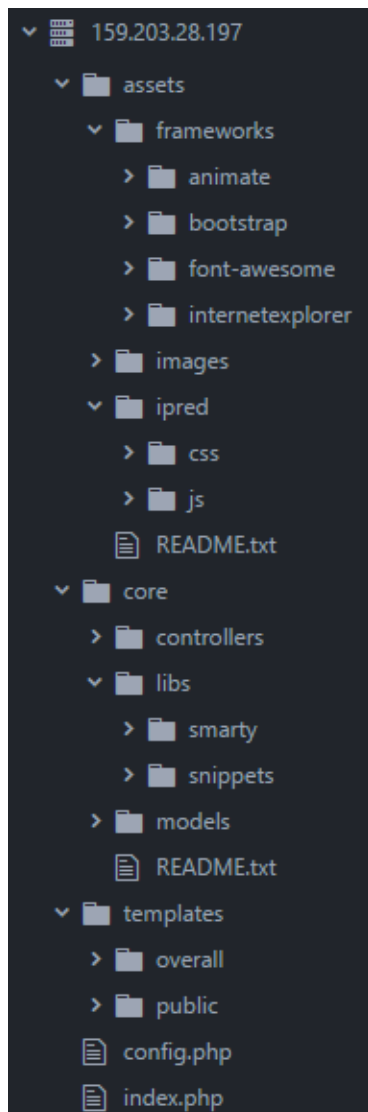 159.203.28.197
assets
frameworks
animate
bootstrap
font-awesome
internetexplorer
images
ipred
css
js
README.txt
core
controllers
libs
smarty
snippets
models
README.txt
templates
overall
public
config.php
index.php